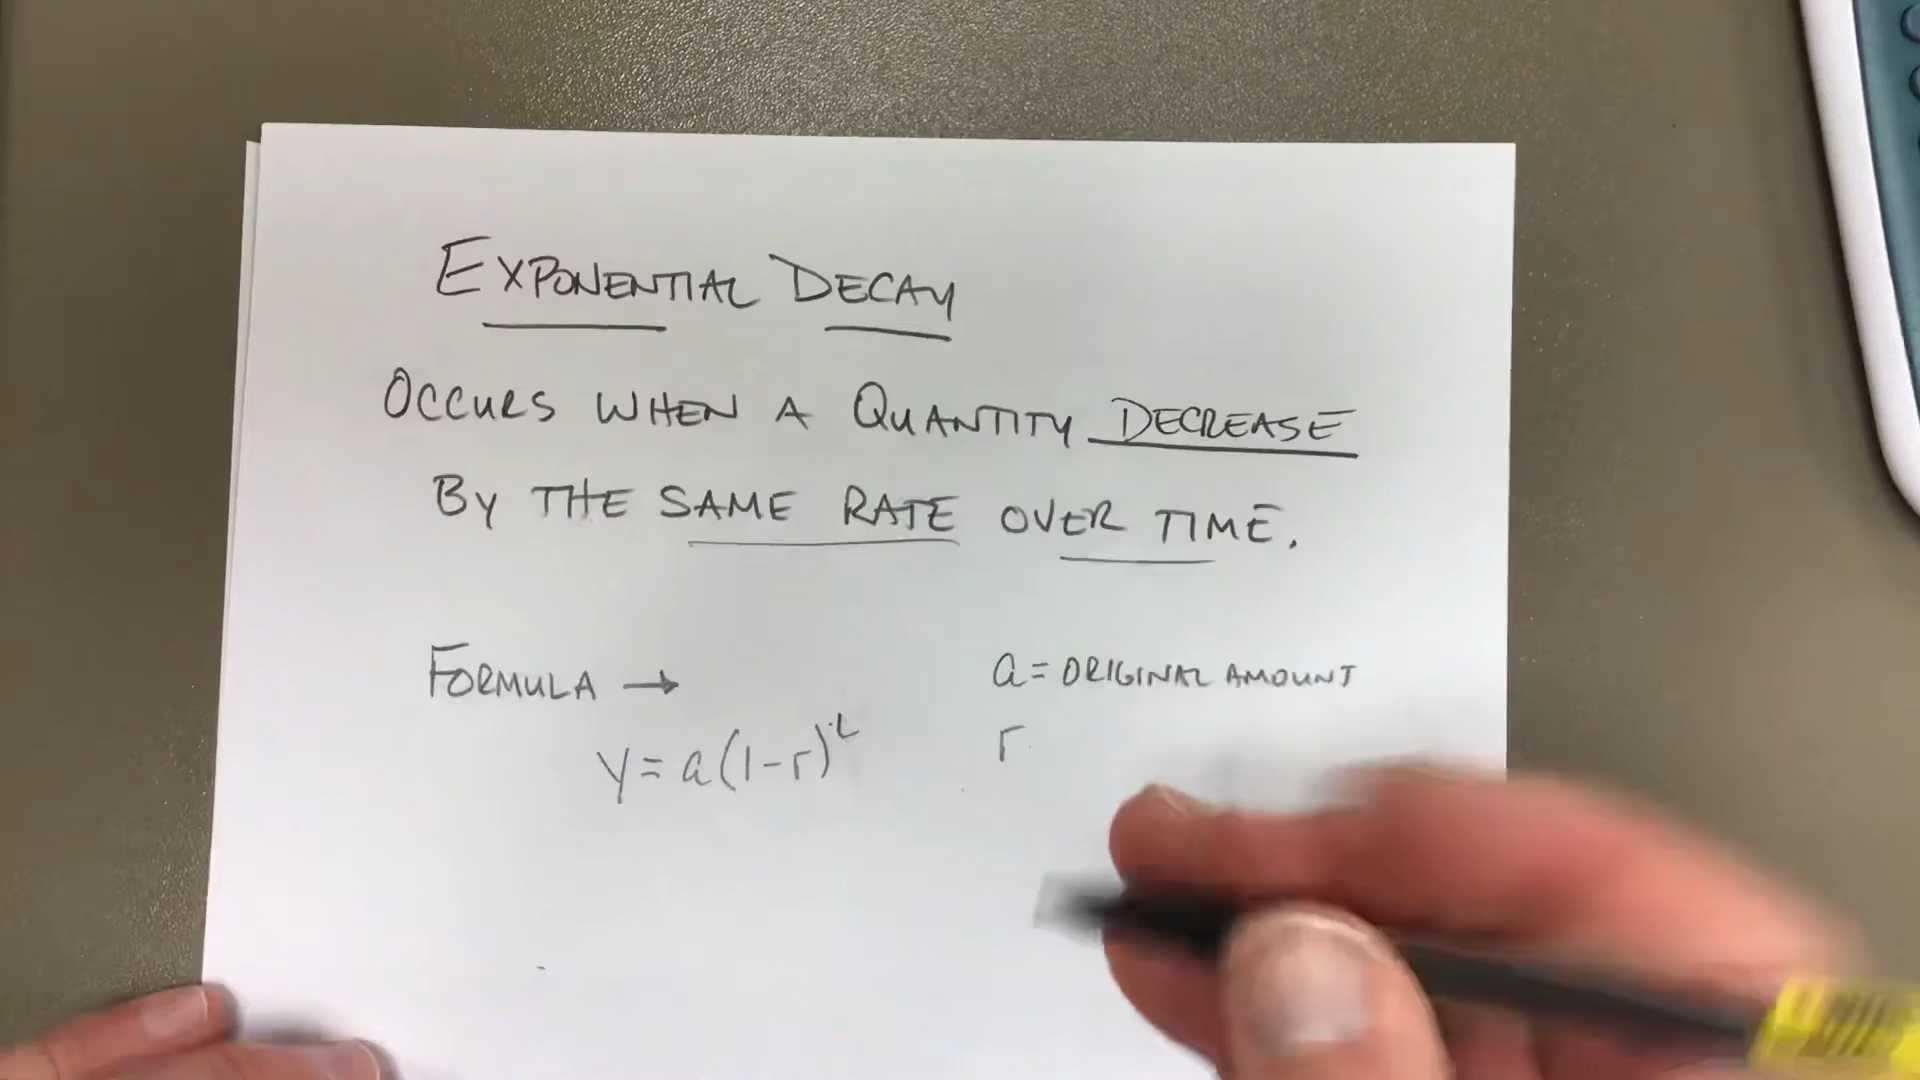 EXPONENTIAL DECAY
OCCURS WHEN A QUANTITY DECREASE
BY THE SAME RATE OVER TIME.
FORMULA →
a = ORIGINAL AMOUNT
y = a(1-r)^t
r